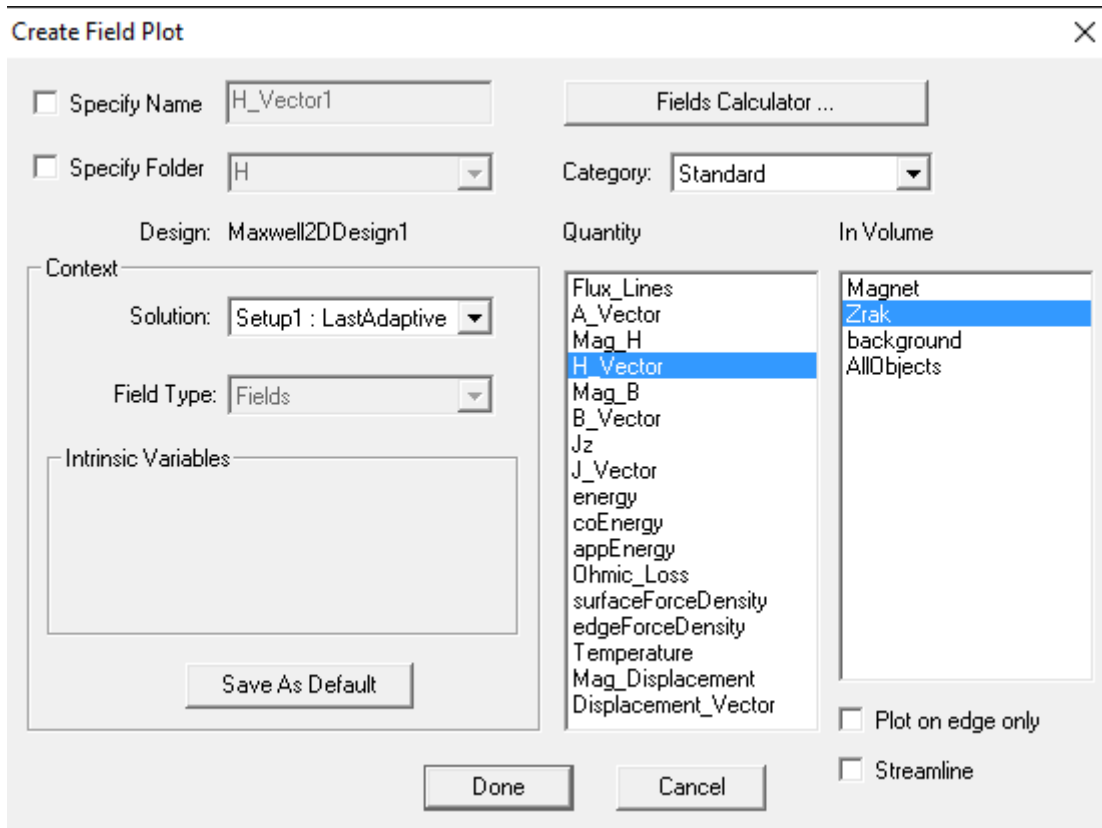 Create Field Plot
Specify Name H_Vector1
Fields Calculator ...
Specify Folder H
Category: Standard
Design: Maxwell2DDesign1
Context
Solution: Setup1 : LastAdaptive
Field Type: Fields
Intrinsic Variables
Save As Default
Quantity
Flux_Lines
A_Vector
Mag_H
H_Vector
Mag_B
B_Vector
Jz
J_Vector
energy
coEnergy
appEnergy
Ohmic_Loss
surfaceForceDensity
edgeForceDensity
Temperature
Mag_Displacement
Displacement_Vector
In Volume
Magnet
Zrak
background
AllObjects
Plot on edge only
Streamline
Done
Cancel